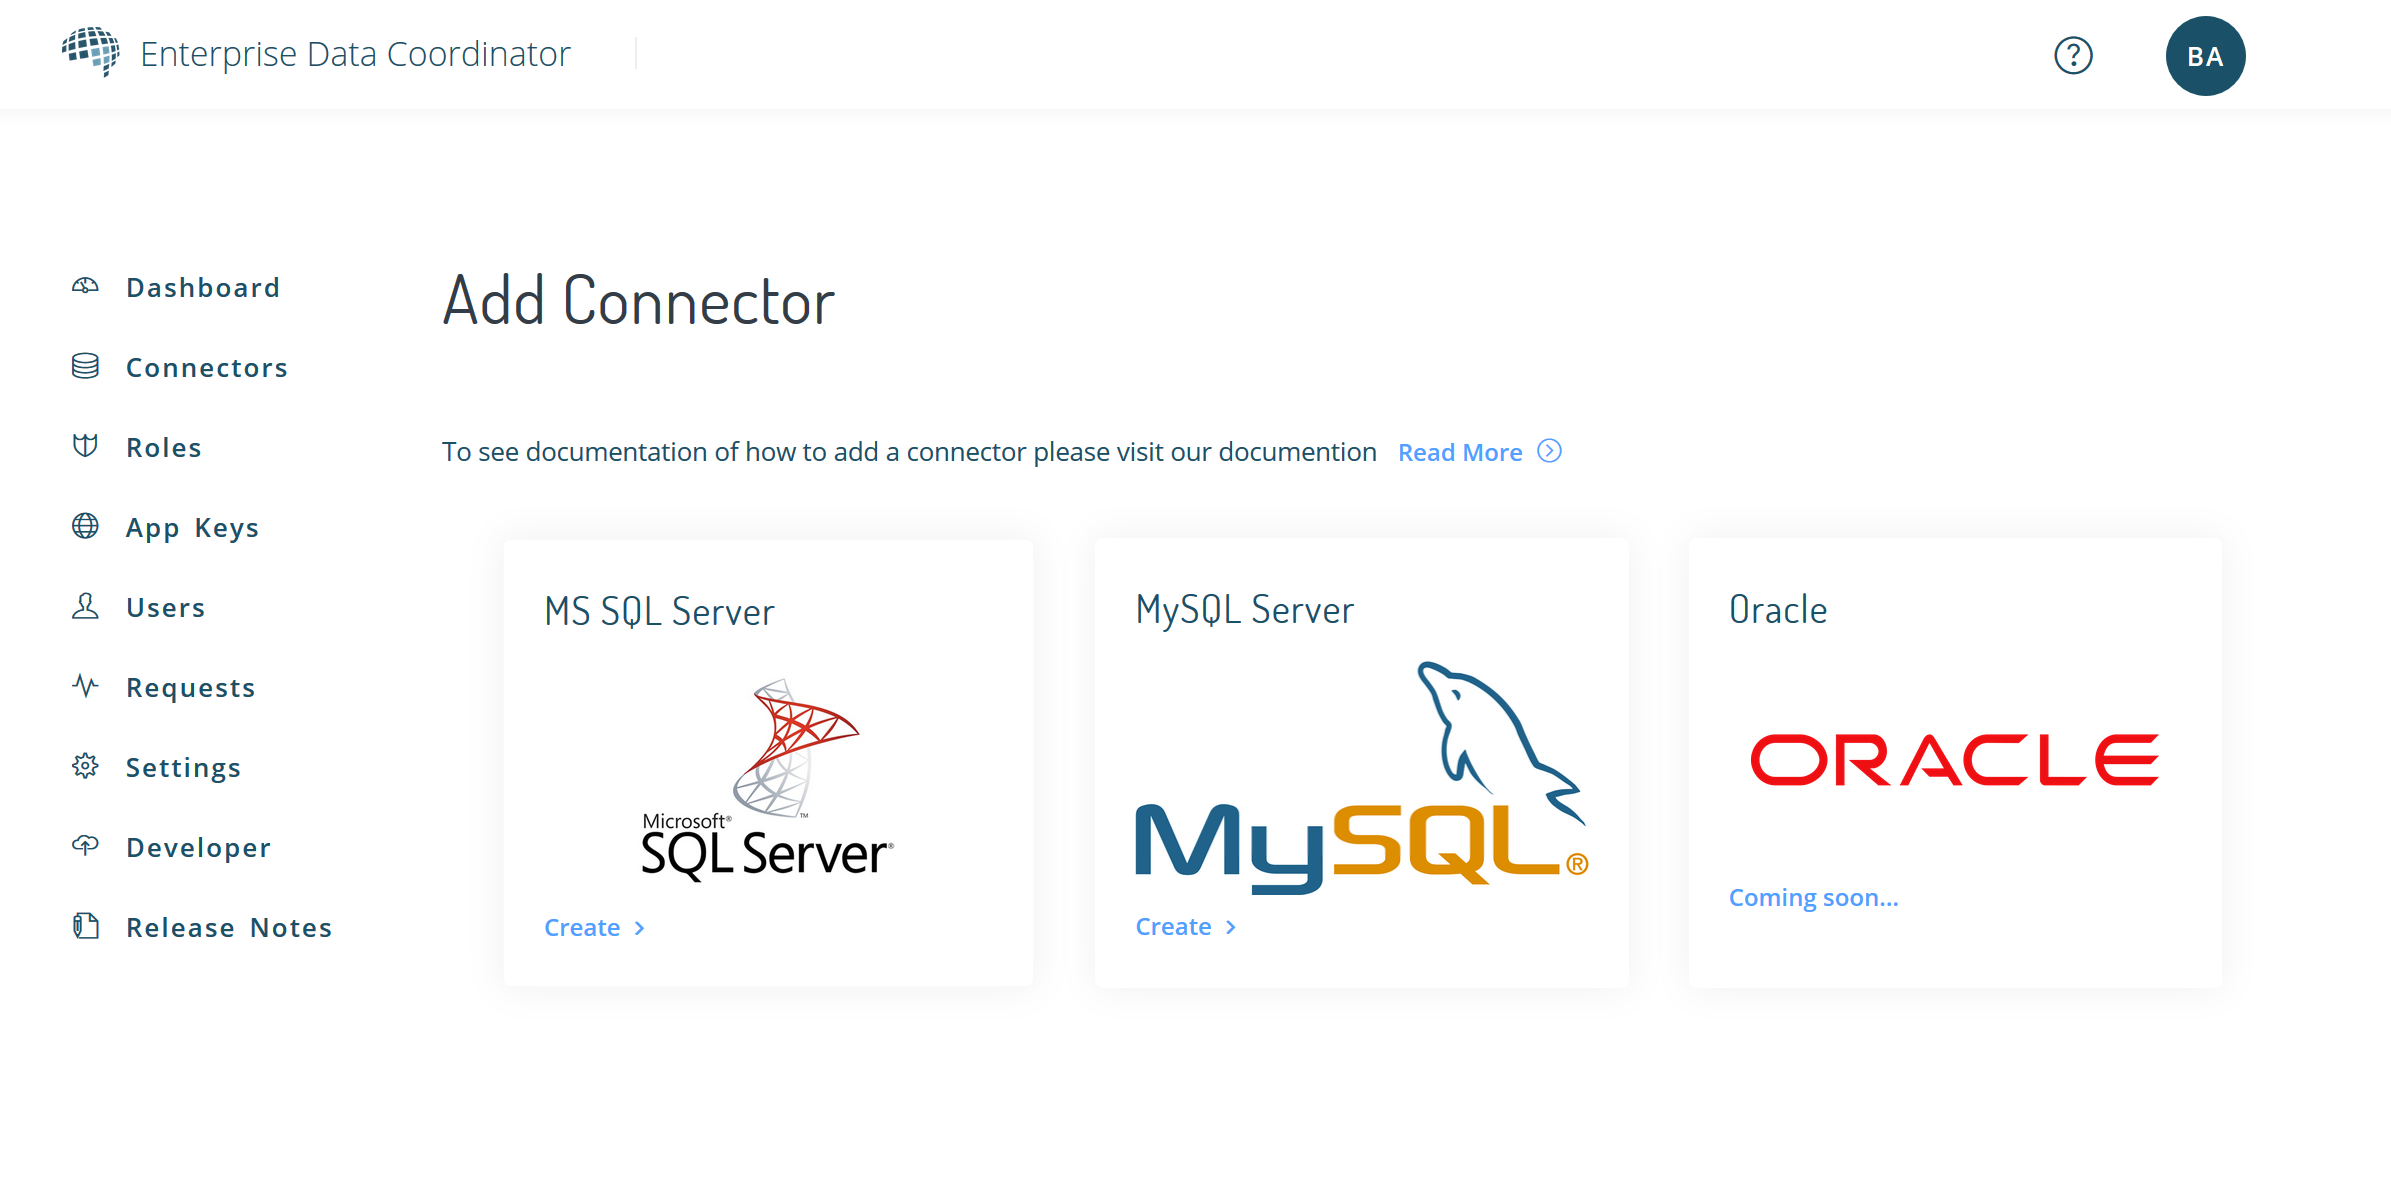 Enterprise Data Coordinator
?
BA
Dashboard
Connectors
Roles
App Keys
Users
Requests
Settings
Developer
Release Notes
Add Connector
To see documentation of how to add a connector please visit our documention Read More
MS SQL Server
Microsoft®
SQL Server®
™
Create
MySQL Server
MySQL®
Create
Oracle
ORACLE
Coming soon...